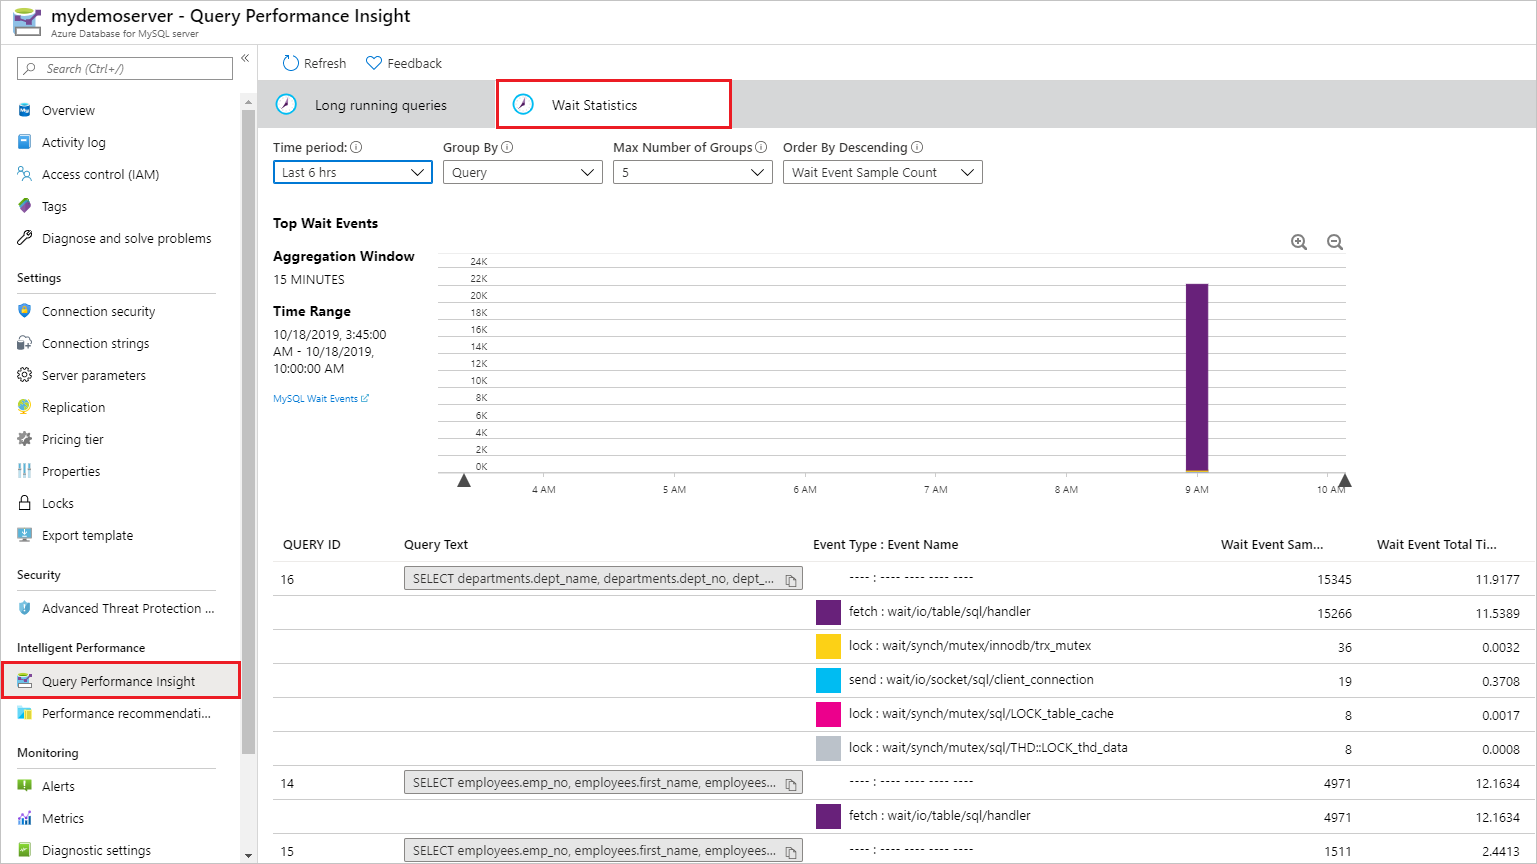 mydemoserver - Query Performance Insight
Azure Database for MySQL server
Search (Ctrl+/)
«
Overview
Activity log
Access control (IAM)
Tags
Diagnose and solve problems
Settings
Connection security
Connection strings
Server parameters
Replication
Pricing tier
Properties
Locks
Export template
Security
Advanced Threat Protection ...
Intelligent Performance
Query Performance Insight
Performance recommendati...
Monitoring
Alerts
Metrics
Diagnostic settings
Refresh Feedback
Long running queries Wait Statistics
Time period: Group By Max Number of Groups Order By Descending
Last 6 hrs Query 5 Wait Event Sample Count
Top Wait Events
Aggregation Window
15 MINUTES
Time Range
10/18/2019, 3:45:00
AM - 10/18/2019,
10:00:00 AM
MySQL Wait Events
24K
22K
20K
18K
16K
14K
12K
10K
8K
6K
4K
2K
0K
4 AM 5 AM 6 AM 7 AM 8 AM 9 AM 10 AM
QUERY ID Query Text Event Type : Event Name Wait Event Sam... Wait Event Total Ti...
16 SELECT departments.dept_name, departments.dept_no, dept_... ---- : ---- ---- ---- ---- 15345 11.9177
fetch : wait/io/table/sql/handler 15266 11.5389
lock : wait/synch/mutex/innodb/trx_mutex 36 0.0032
send : wait/io/socket/sql/client_connection 19 0.3708
lock : wait/synch/mutex/sql/LOCK_table_cache 8 0.0017
lock : wait/synch/mutex/sql/THD::LOCK_thd_data 8 0.0008
14 SELECT employees.emp_no, employees.first_name, employees... ---- : ---- ---- ---- ---- 4971 12.1634
fetch : wait/io/table/sql/handler 4971 12.1634
15 SELECT employees.emp_no, employees.first_name, employees... ---- : ---- ---- ---- ---- 1511 2.4413